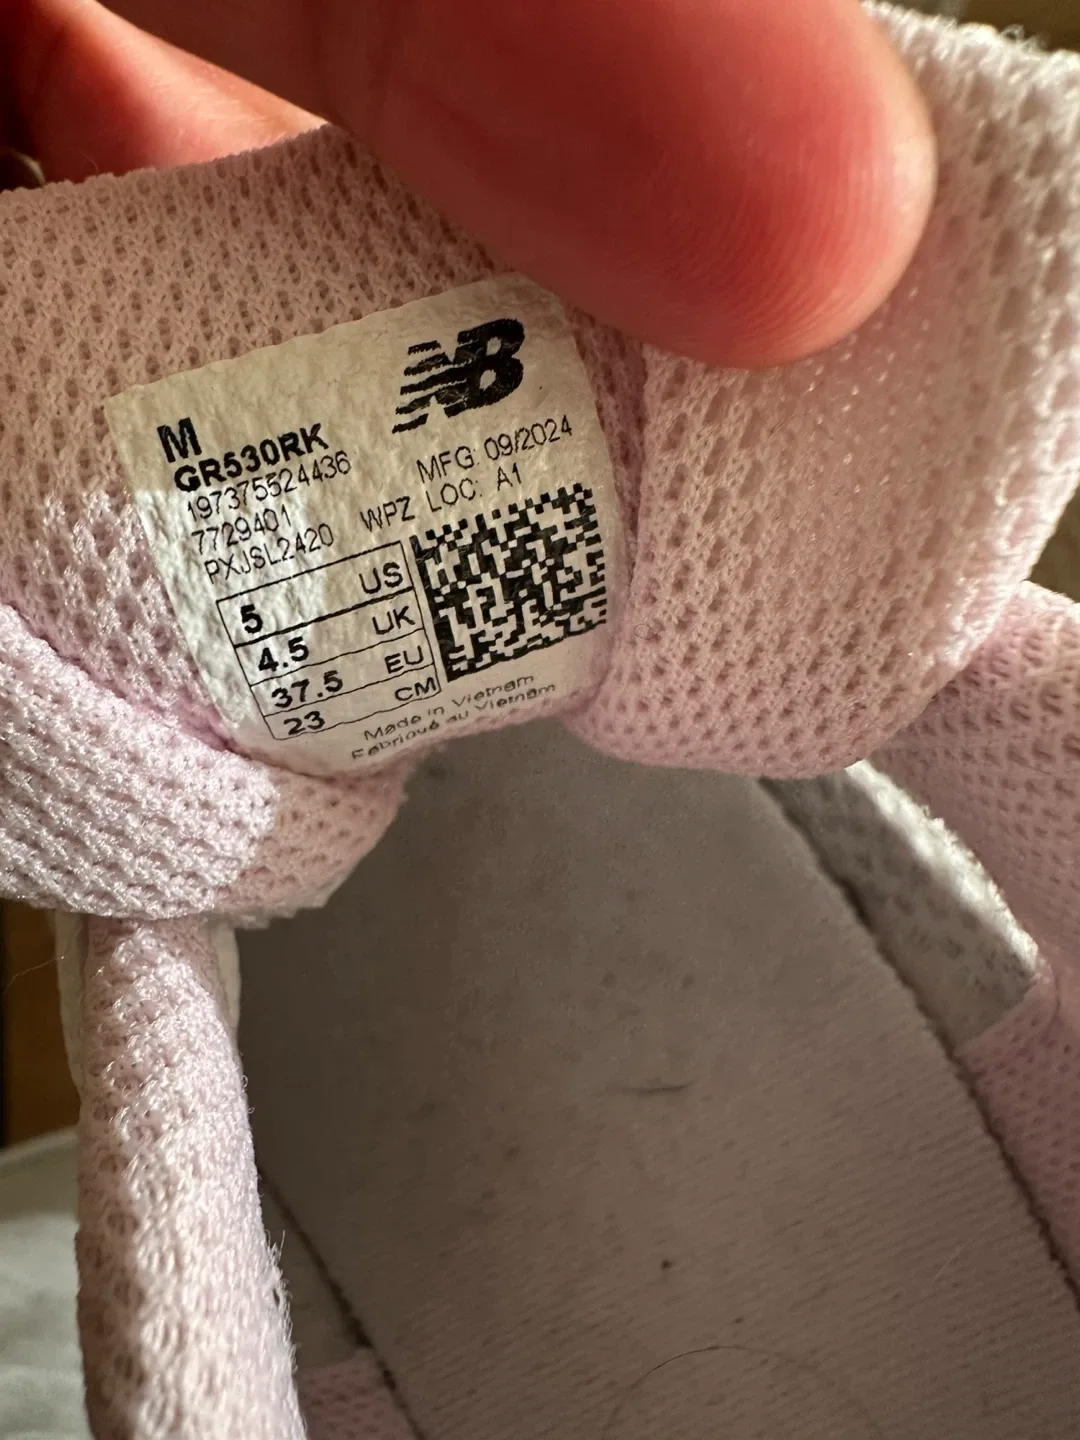 NB
M
GR530RK
197375524436
7729401
PXJSL2420 WPZ
MFG: 09/2024
LOC: A1
5 US
4.5 UK
37.5 EU
23 CM
Made in Vietnam
Fabriqué au Vietnam